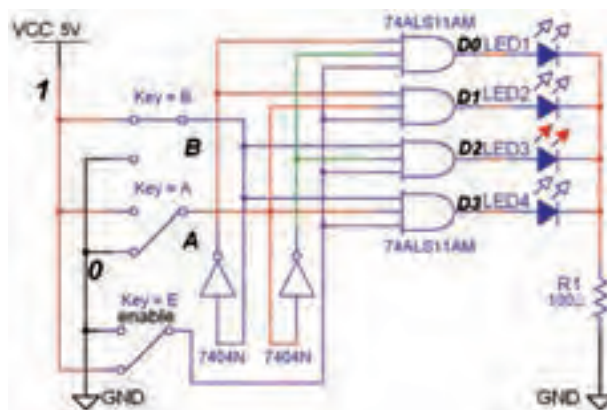 74ALS11AM
VCC 5V
D0 LED1
1
Key = B
D1 LED2
B
D2 LED3
Key = A
D3 LED4
A
74ALS11AM
0
Key = E
enable
R1
100Ω
7404N
7404N
GND
GND